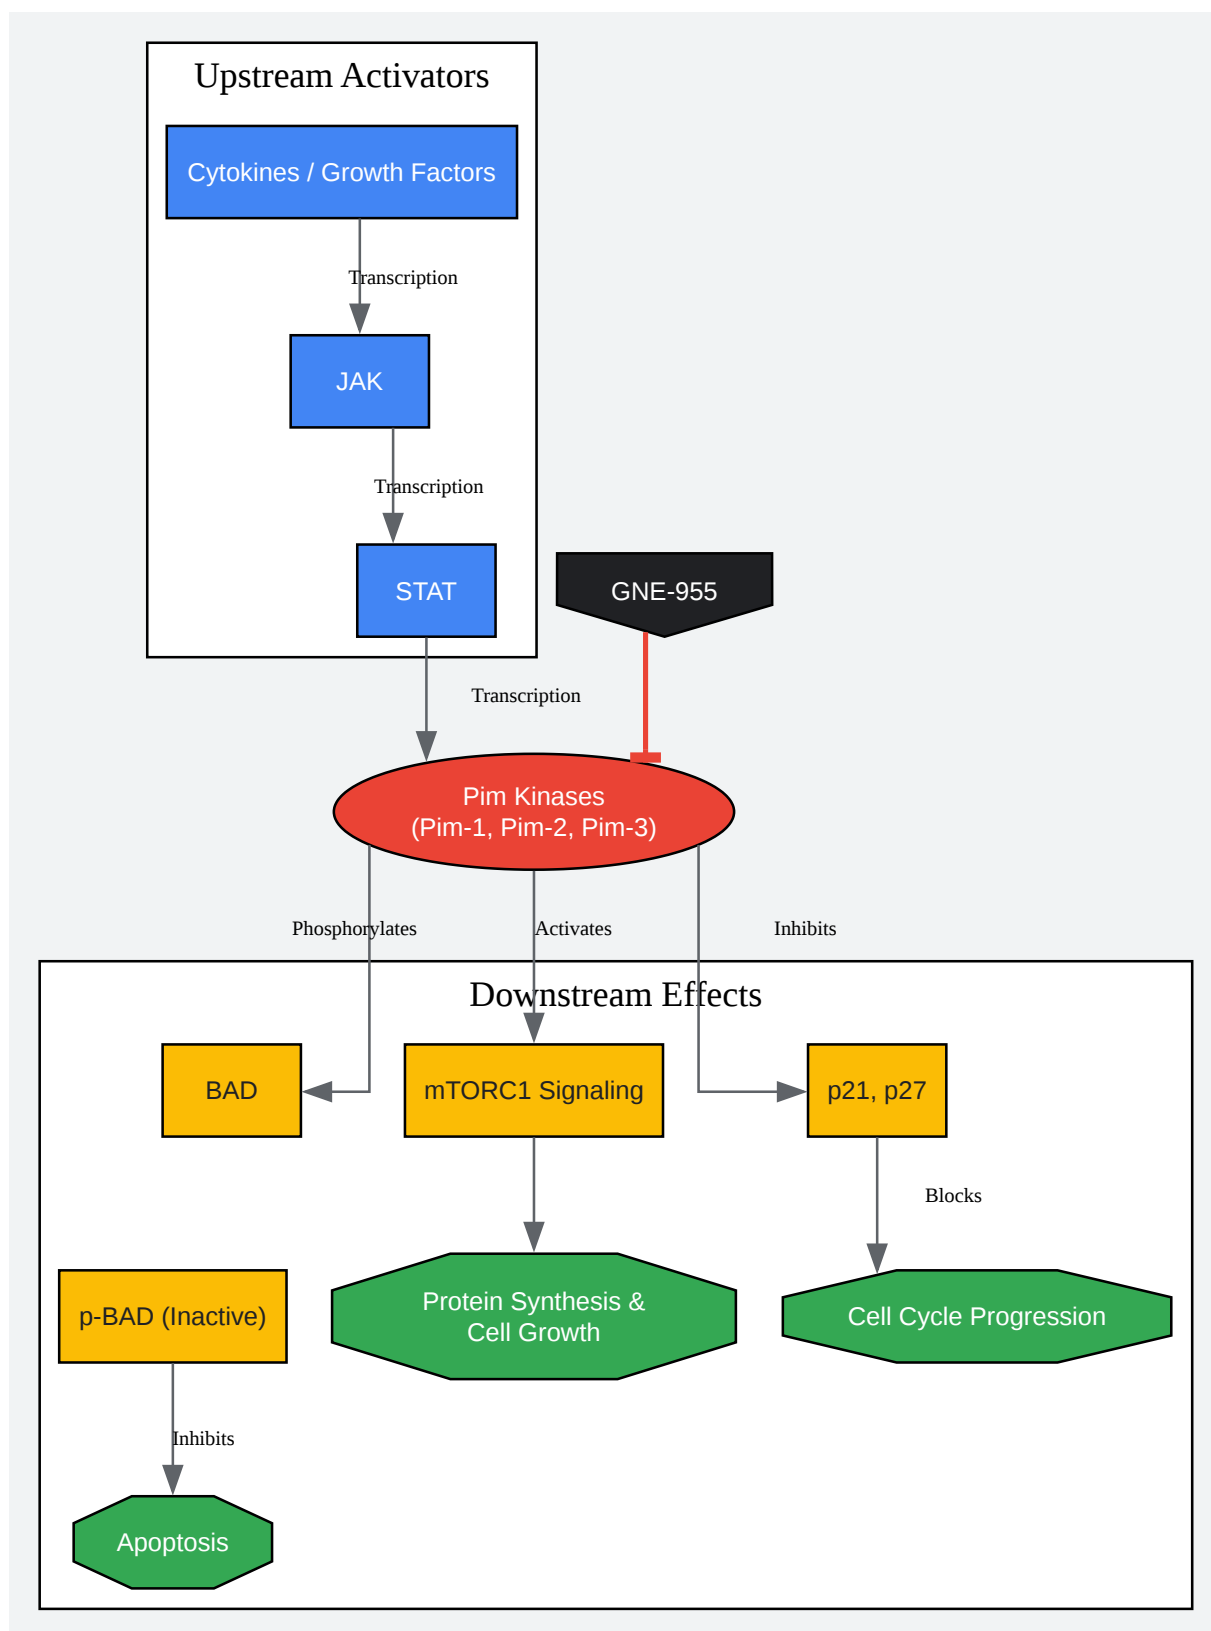 Upstream Activators
Cytokines / Growth Factors
Transcription
JAK
Transcription
STAT
GNE-955
Transcription
Pim Kinases
(Pim-1, Pim-2, Pim-3)
Phosphorylates
Activates
Inhibits
Downstream Effects
BAD
mTORC1 Signaling
p21, p27
Blocks
p-BAD (Inactive)
Protein Synthesis &
Cell Growth
Cell Cycle Progression
Inhibits
Apoptosis